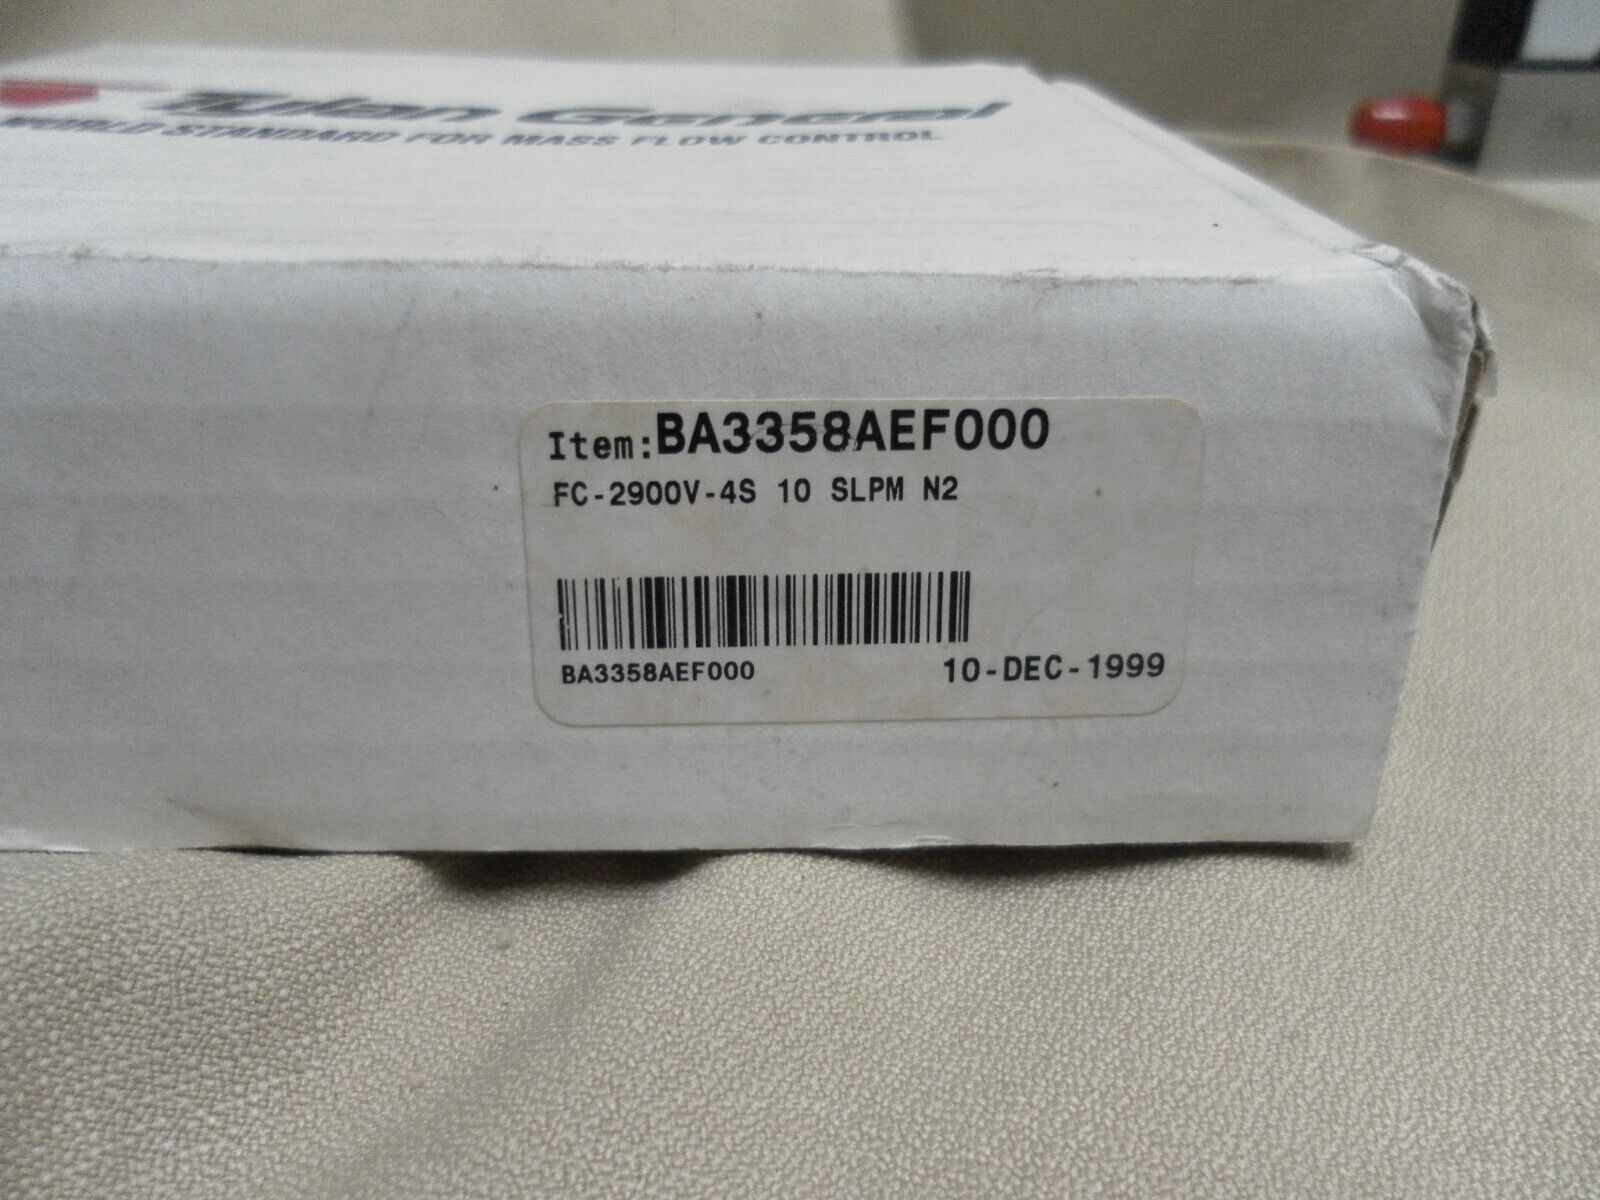 Tylan General
WORLD STANDARD FOR MASS FLOW CONTROL
Item:BA3358AEF000
FC-2900V-4S 10 SLPM N2
BA3358AEF000
10-DEC-1999